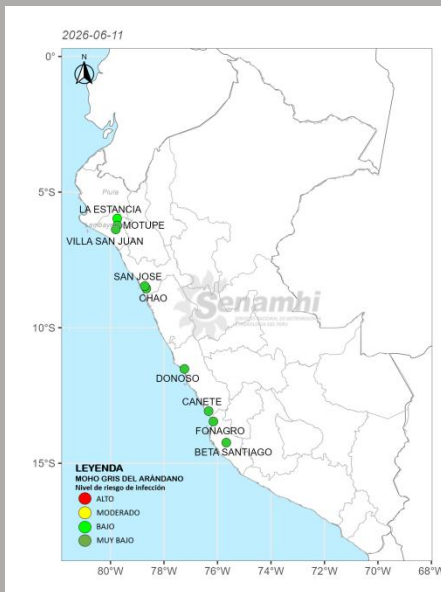 2026-06-11
N
0°
5°S
10°S
15°S
Piura
LA ESTANCIA
MOTUPE
VILLA SAN JUAN
SAN JOSE
CHAO
Senamhi
DONOSO
CANETE
FONAGRO
BETA SANTIAGO
LEYENDA
MOHO GRIS DEL ARÁNDANO
Nivel de riesgo de infección
ALTO
MODERADO
BAJO
MUY BAJO
80°W 78°W 76°W 74°W 72°W 70°W 68°W